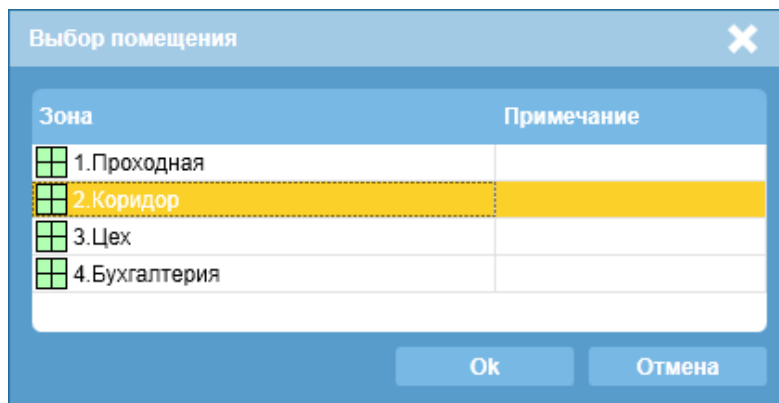 Выбор помещения
Зона Примечание
1.Проходная
2.Коридор
3.Цех
4.Бухгалтерия
Ok Отмена